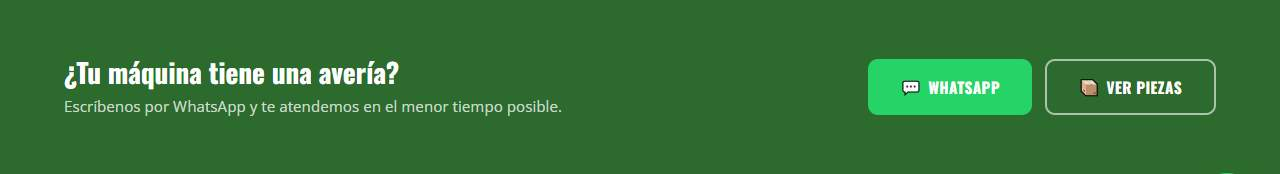 ¿Tu máquina tiene una avería?
Escríbenos por WhatsApp y te atendemos en el menor tiempo posible.
💬 WHATSAPP
📦 VER PIEZAS